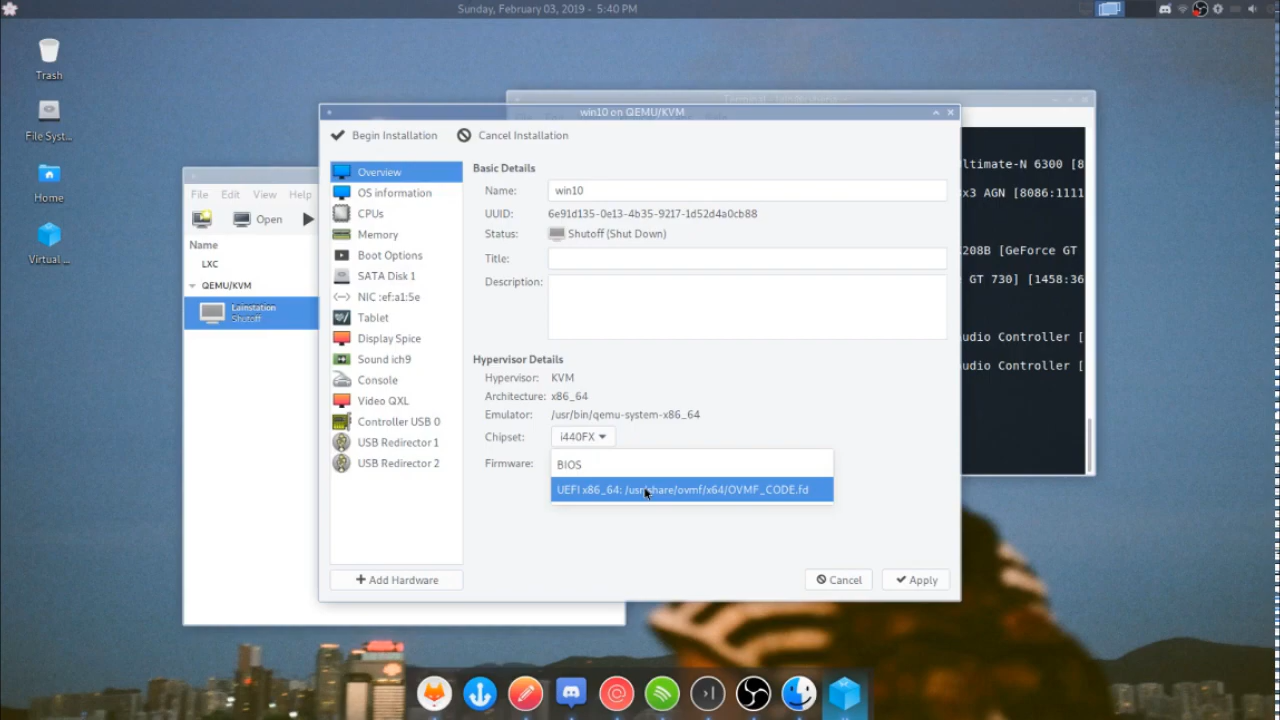 Sunday, February 03, 2019 - 5:40 PM
Trash
File Syst...
Home
Virtual ...
File Edit View Help
Open
Name
LXC
QEMU/KVM
Lainstation
Shutoff
win10 en QEMU/KVM
Begin Installation Cancel Installation
Overview
OS information
CPUs
Memory
Boot Options
SATA Disk 1
NIC :ef:a1:5e
Tablet
Display Spice
Sound ich9
Console
Video QXL
Controller USB 0
USB Redirector 1
USB Redirector 2
Add Hardware
Basic Details
Name: win10
UUID: 6e91d135-0e13-4b35-9217-1d52d4a0cb88
Status: Shutoff (Shut Down)
Title:
Description:
Hypervisor Details
Hypervisor: KVM
Architecture: x86_64
Emulator: /usr/bin/qemu-system-x86_64
Chipset: i440FX
Firmware: BIOS
UEFI x86_64: /usr/share/ovmf/x64/OVMF_CODE.fd
Cancel Apply
ltimate-N 6300 [8
x3 AGN [8086:1111
208B [GeForce GT
GT 730] [1458:36
udio Controller [
udio Controller [